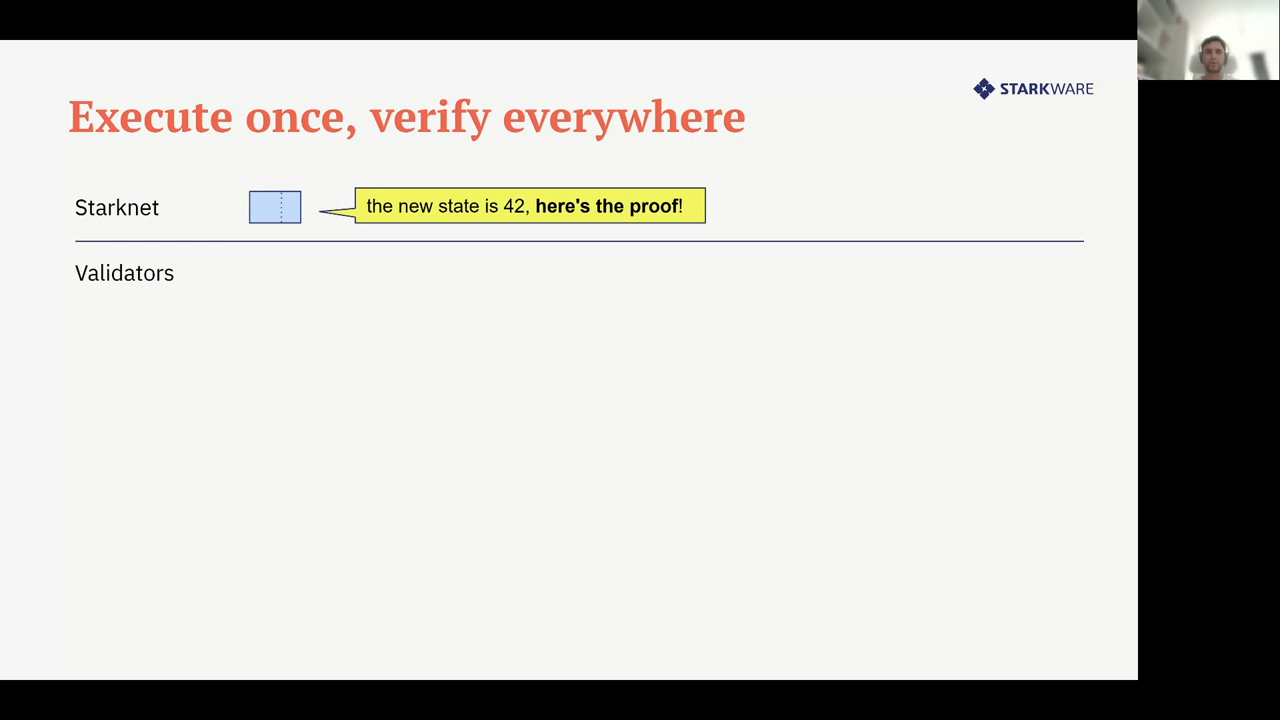 STARKWARE
Execute once, verify everywhere
Starknet
the new state is 42, here's the proof!
Validators